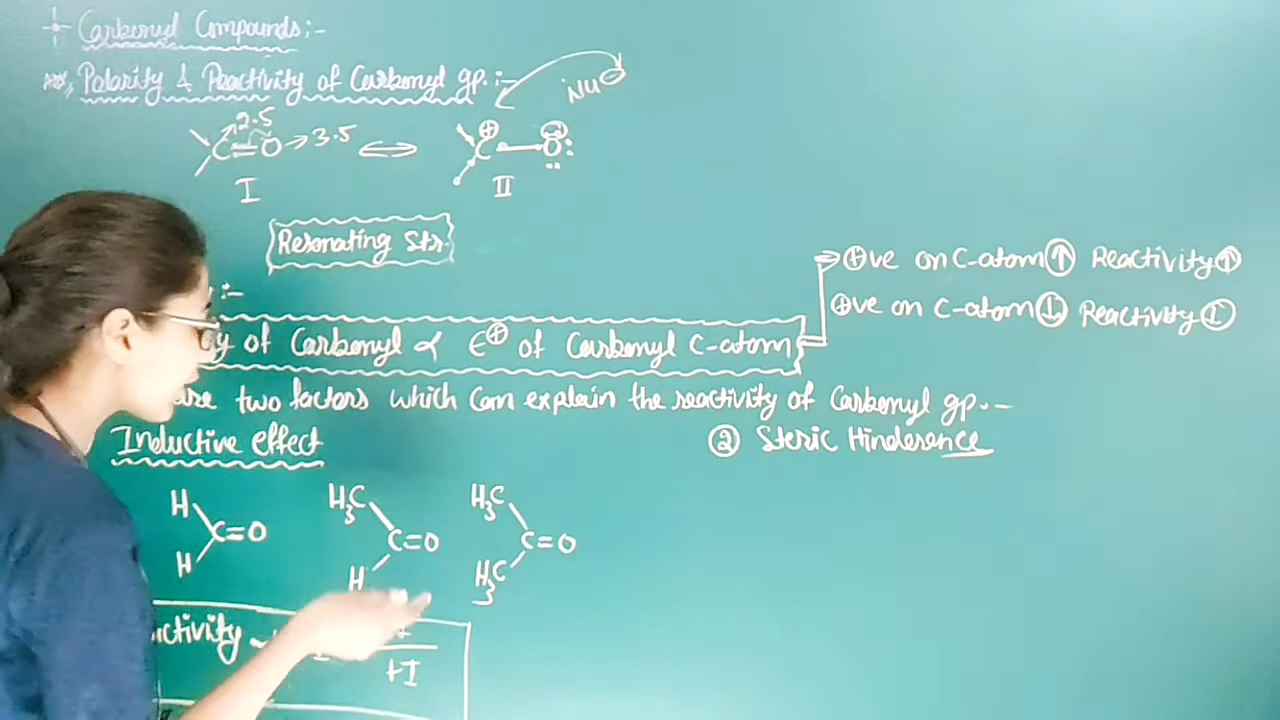 Carbonyl Compounds:-
Polarity & Reactivity of Carbonyl gp.:-
Nu⊖
C=O → 3.5 ⟺ C⊕—O⊖
2.5
I II
Resonating Str.
:-
⊕ve on C-atom ↑ Reactivity ↑
⊕ve on C-atom ↓ Reactivity ↓
ty of Carbonyl ∝ E⊕ of Carbonyl C-atom
are two factors which can explain the reactivity of Carbonyl gp.-
Inductive effect
② Steric Hinderence
H H₃C H₃C
C=O C=O C=O
H H H₃C
activity
+I